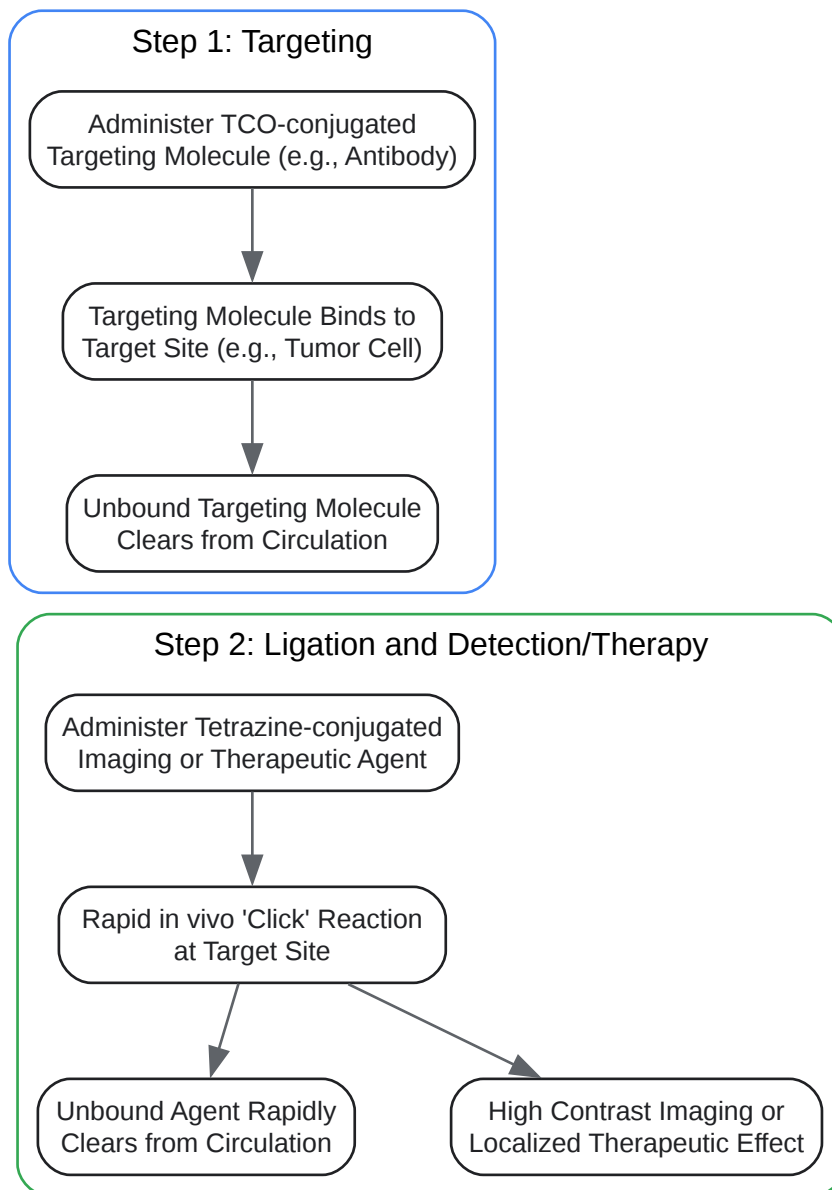 Step 1: Targeting
Administer TCO-conjugated
Targeting Molecule (e.g., Antibody)
Targeting Molecule Binds to
Target Site (e.g., Tumor Cell)
Unbound Targeting Molecule
Clears from Circulation
Step 2: Ligation and Detection/Therapy
Administer Tetrazine-conjugated
Imaging or Therapeutic Agent
Rapid in vivo 'Click' Reaction
at Target Site
Unbound Agent Rapidly
Clears from Circulation
High Contrast Imaging or
Localized Therapeutic Effect